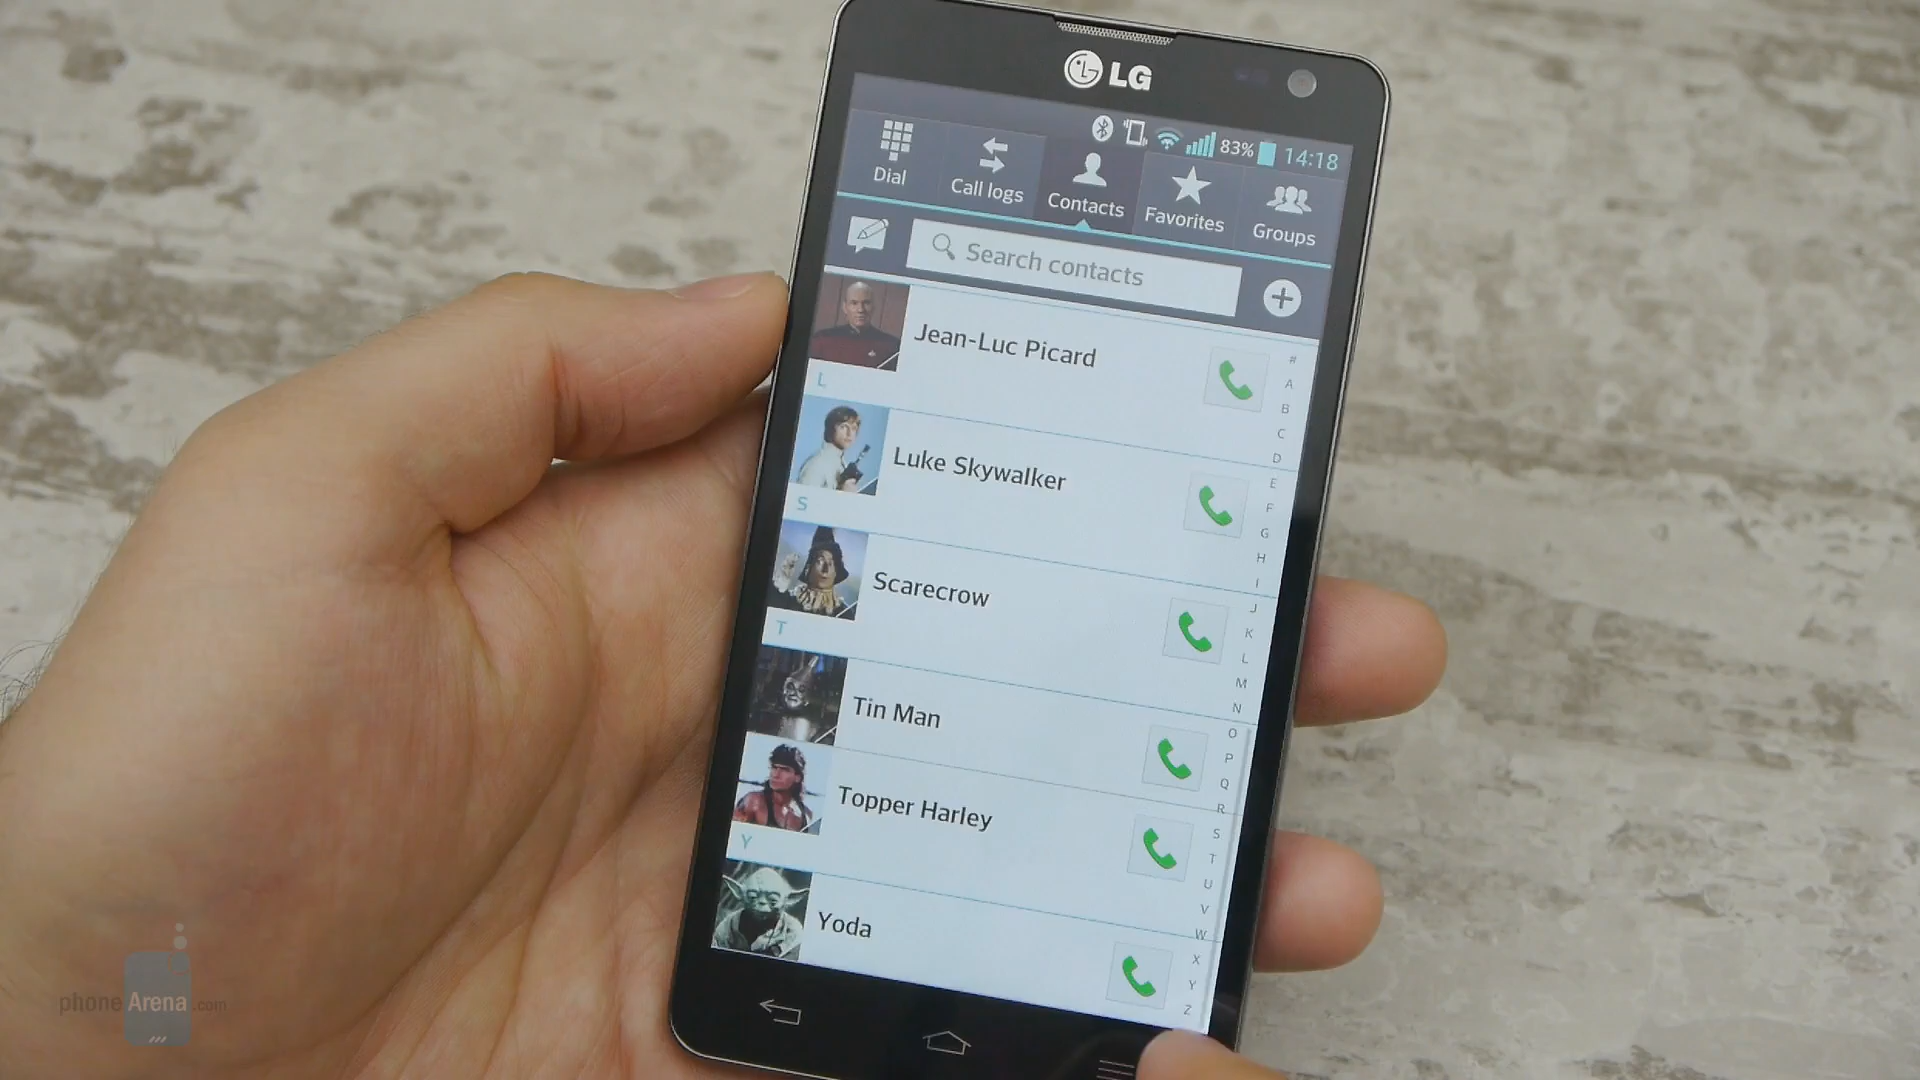 LG
83% 14:18
Dial Call logs Contacts Favorites Groups
Search contacts
Jean-Luc Picard
L
Luke Skywalker
S
Scarecrow
T
Tin Man
Topper Harley
Y
Yoda
#
A
B
C
D
E
F
G
H
I
J
K
L
M
N
O
P
Q
R
S
T
U
V
W
X
Y
Z
phoneArena.com